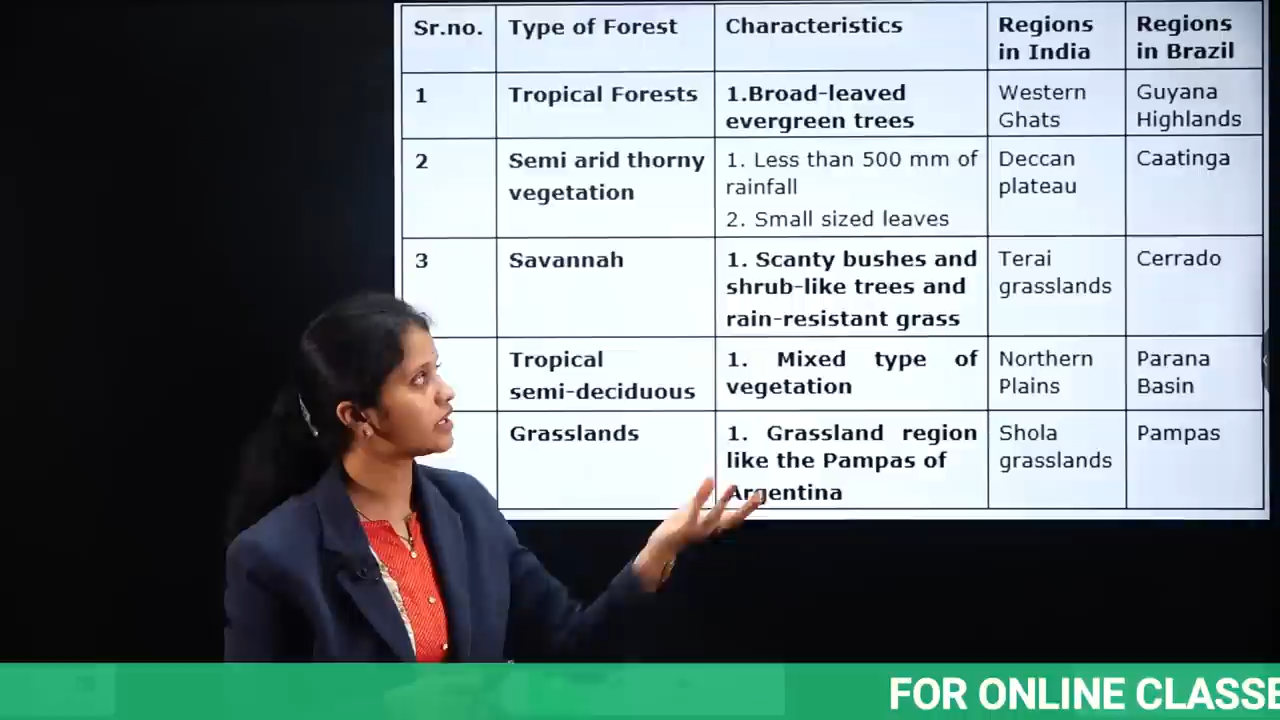 Sr.no.
Type of Forest
Characteristics
Regions
in India
Regions
in Brazil
1
Tropical Forests
1.Broad-leaved
evergreen trees
Western
Ghats
Guyana
Highlands
2
Semi arid thorny
vegetation
1. Less than 500 mm of
rainfall
2. Small sized leaves
Deccan
plateau
Caatinga
3
Savannah
1. Scanty bushes and
shrub-like trees and
rain-resistant grass
Terai
grasslands
Cerrado
Tropical
semi-deciduous
1. Mixed type of
vegetation
Northern
Plains
Parana
Basin
Grasslands
1. Grassland region
like the Pampas of
Argentina
Shola
grasslands
Pampas
FOR ONLINE CLASSE